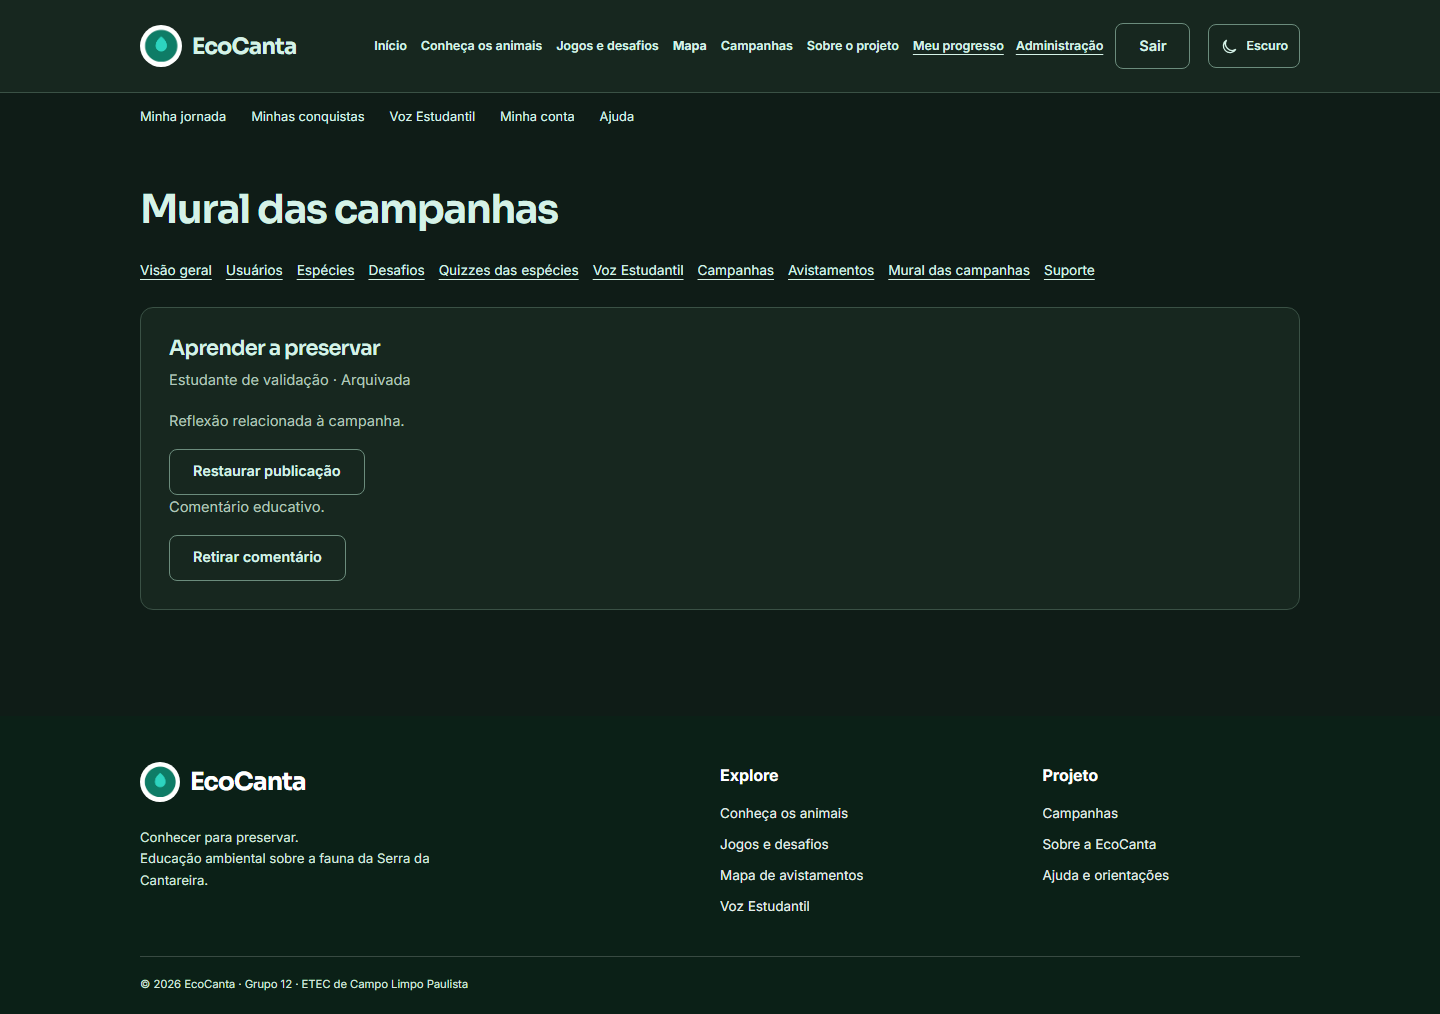 EcoCanta
Início Conheça os animais Jogos e desafios Mapa Campanhas Sobre o projeto Meu progresso Administração Sair Escuro
Minha jornada Minhas conquistas Voz Estudantil Minha conta Ajuda
Mural das campanhas
Visão geral Usuários Espécies Desafios Quizzes das espécies Voz Estudantil Campanhas Avistamentos Mural das campanhas Suporte
Aprender a preservar
Estudante de validação · Arquivada
Reflexão relacionada à campanha.
Restaurar publicação
Comentário educativo.
Retirar comentário
EcoCanta
Conhecer para preservar.
Educação ambiental sobre a fauna da Serra da
Cantareira.
Explore
Conheça os animais
Jogos e desafios
Mapa de avistamentos
Voz Estudantil
Projeto
Campanhas
Sobre a EcoCanta
Ajuda e orientações
© 2026 EcoCanta · Grupo 12 · ETEC de Campo Limpo Paulista